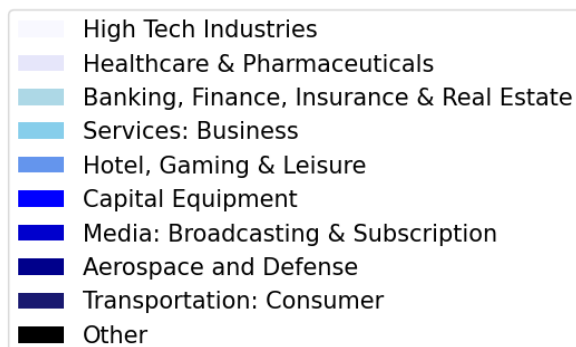 High Tech Industries
Healthcare & Pharmaceuticals
Banking, Finance, Insurance & Real Estate
Services: Business
Hotel, Gaming & Leisure
Capital Equipment
Media: Broadcasting & Subscription
Aerospace and Defense
Transportation: Consumer
Other